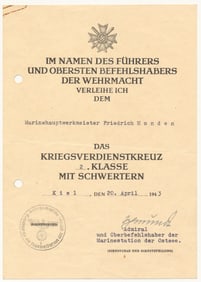 IM NAMEN DES FÜHRERS
UND OBERSTEN BEFEHLSHABERS
DER WEHRMACHT
VERLEIHE ICH
DEM
Marinehauptwerkmeister Friedrich Honden
DAS
KRIEGSVERDIENSTKREUZ
2. KLASSE
MIT SCHWERTERN
Kiel, DEN 20. April 1943
Admiral
und Oberbefehlshaber der
Marinestation der Ostsee.